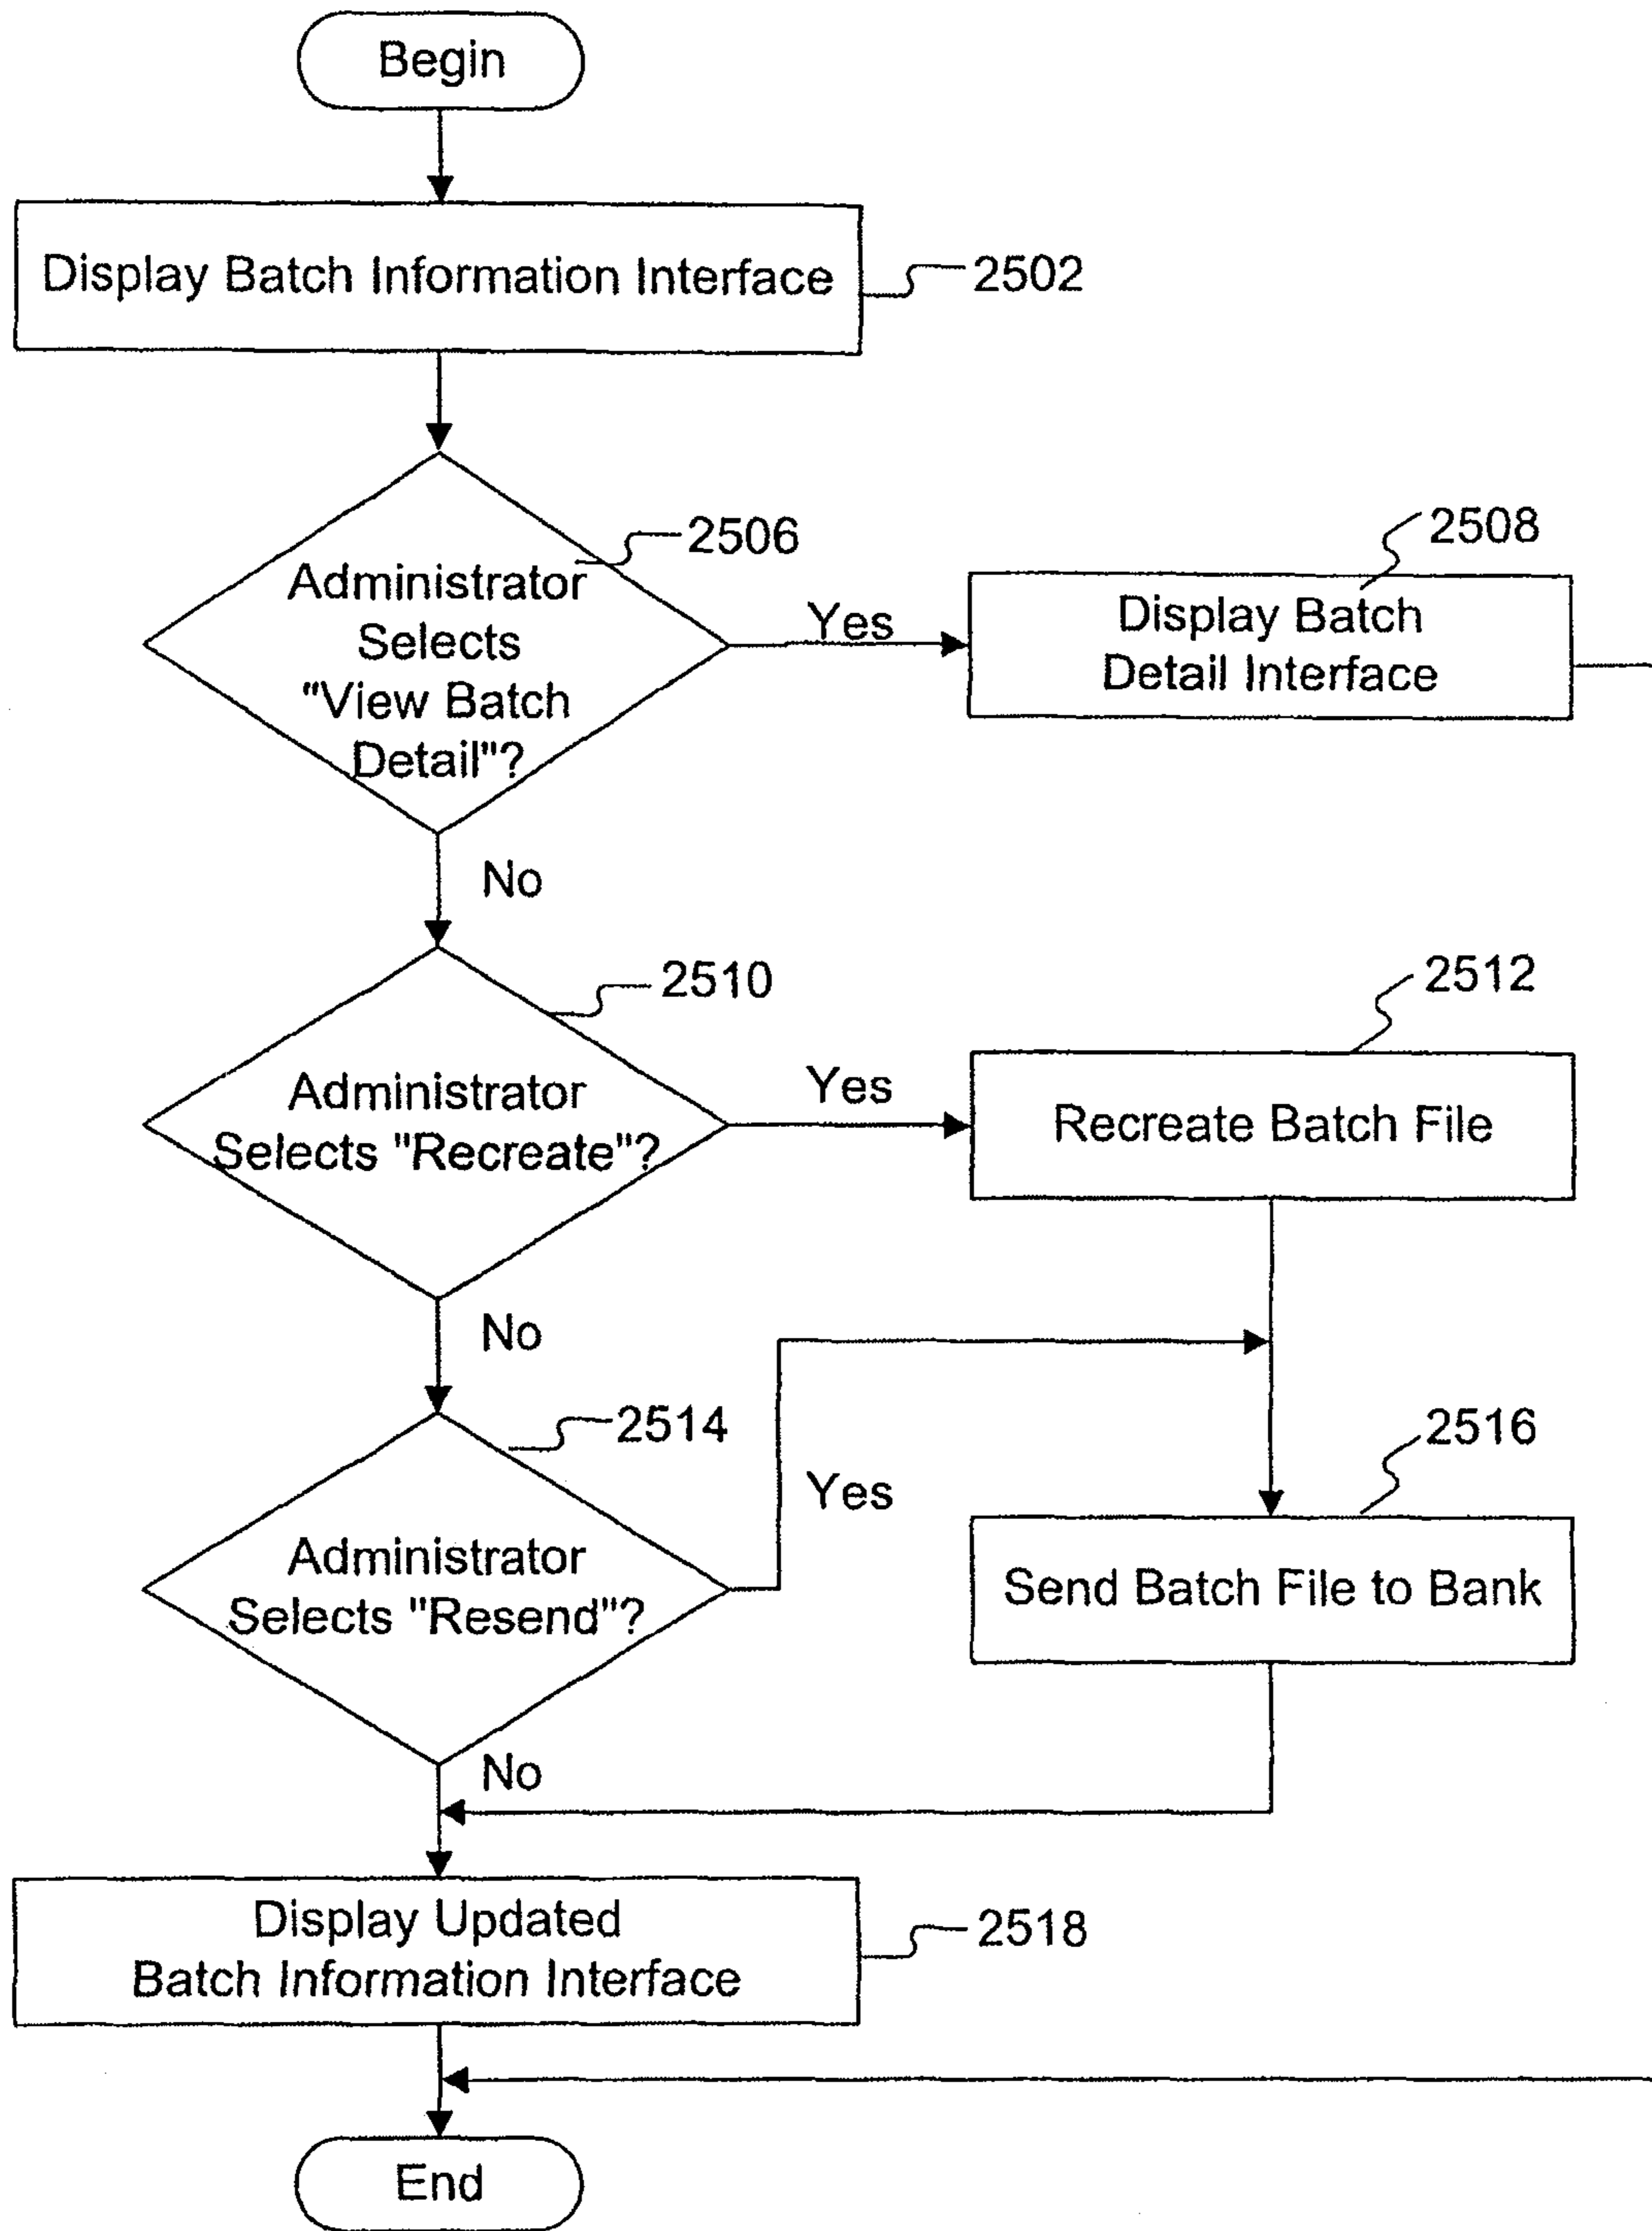 Begin
Display Batch Information Interface
2502
2506
Administrator
Selects
"View Batch
Detail"?
Yes
2508
Display Batch
Detail Interface
No
2510
Administrator
Selects "Recreate"?
Yes
2512
Recreate Batch File
No
2514
Administrator
Selects "Resend"?
Yes
2516
Send Batch File to Bank
No
Display Updated
Batch Information Interface
2518
End